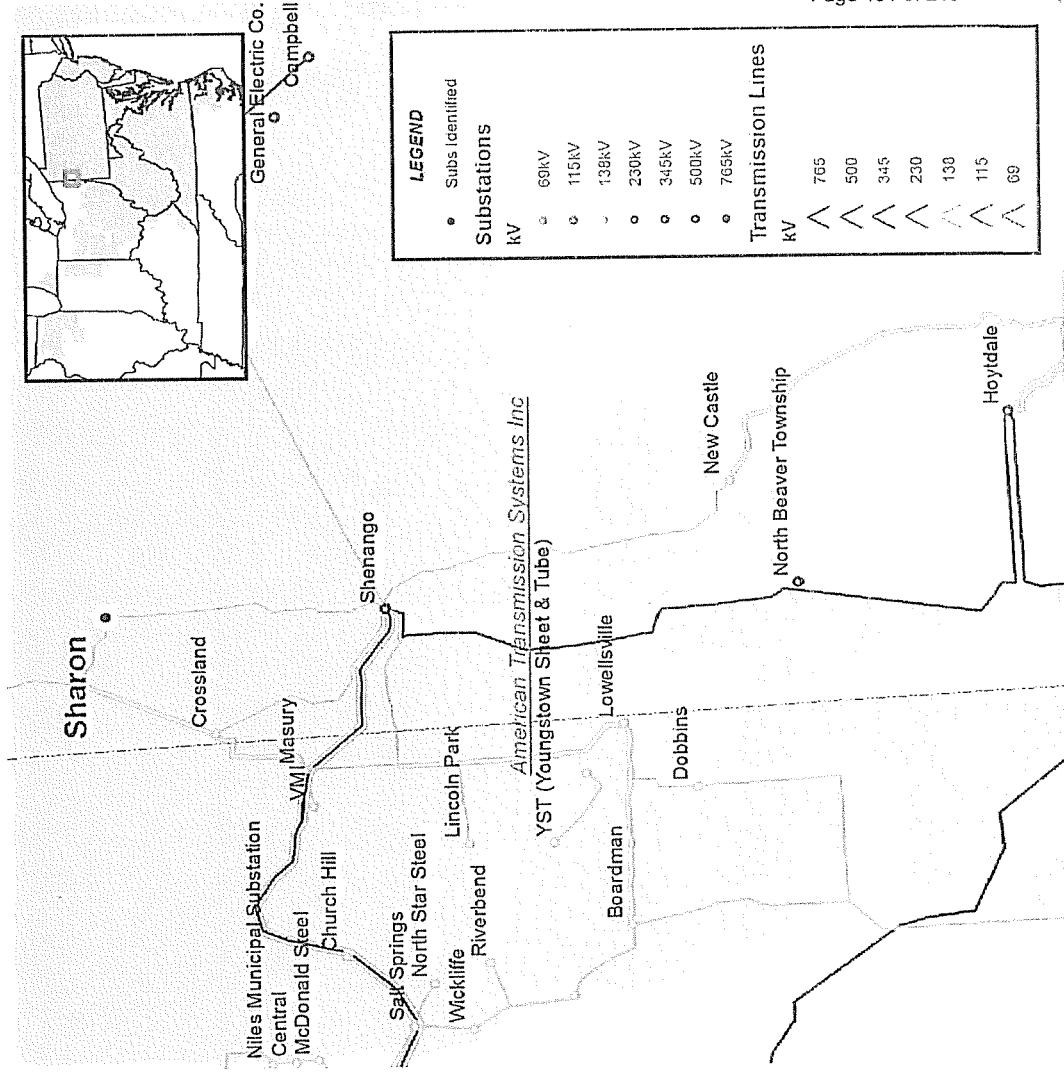 Sharon
General Electric Co.
Campbell
Crossland
Masury
VMI
Shenango
Niles Municipal Substation
Central
McDonald Steel
Church Hill
Salt Springs
North Star Steel
Wickliffe
Riverbend
Lincoln Park
American Transmission Systems Inc
YST (Youngstown Sheet & Tube)
Lowellsville
Boardman
Dobbins
New Castle
North Beaver Township
Hoytdale
LEGEND
Subs Identified
Substations
kV
69kV
115kV
138kV
230kV
345kV
500kV
765kV
Transmission Lines
kV
765
500
345
230
138
115
69